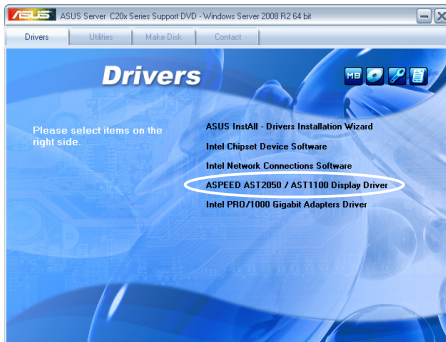 ASUS ASUS Server C20x Series Support DVD - Windows Server 2008 R2 64 bit
Drivers Utilities Make Disk Contact
Drivers
MB
Please select items on the right side.
ASUS InstAll - Drivers Installation Wizard
Intel Chipset Device Software
Intel Network Connections Software
ASPEED AST2050 / AST1100 Display Driver
Intel PRO/1000 Gigabit Adapters Driver